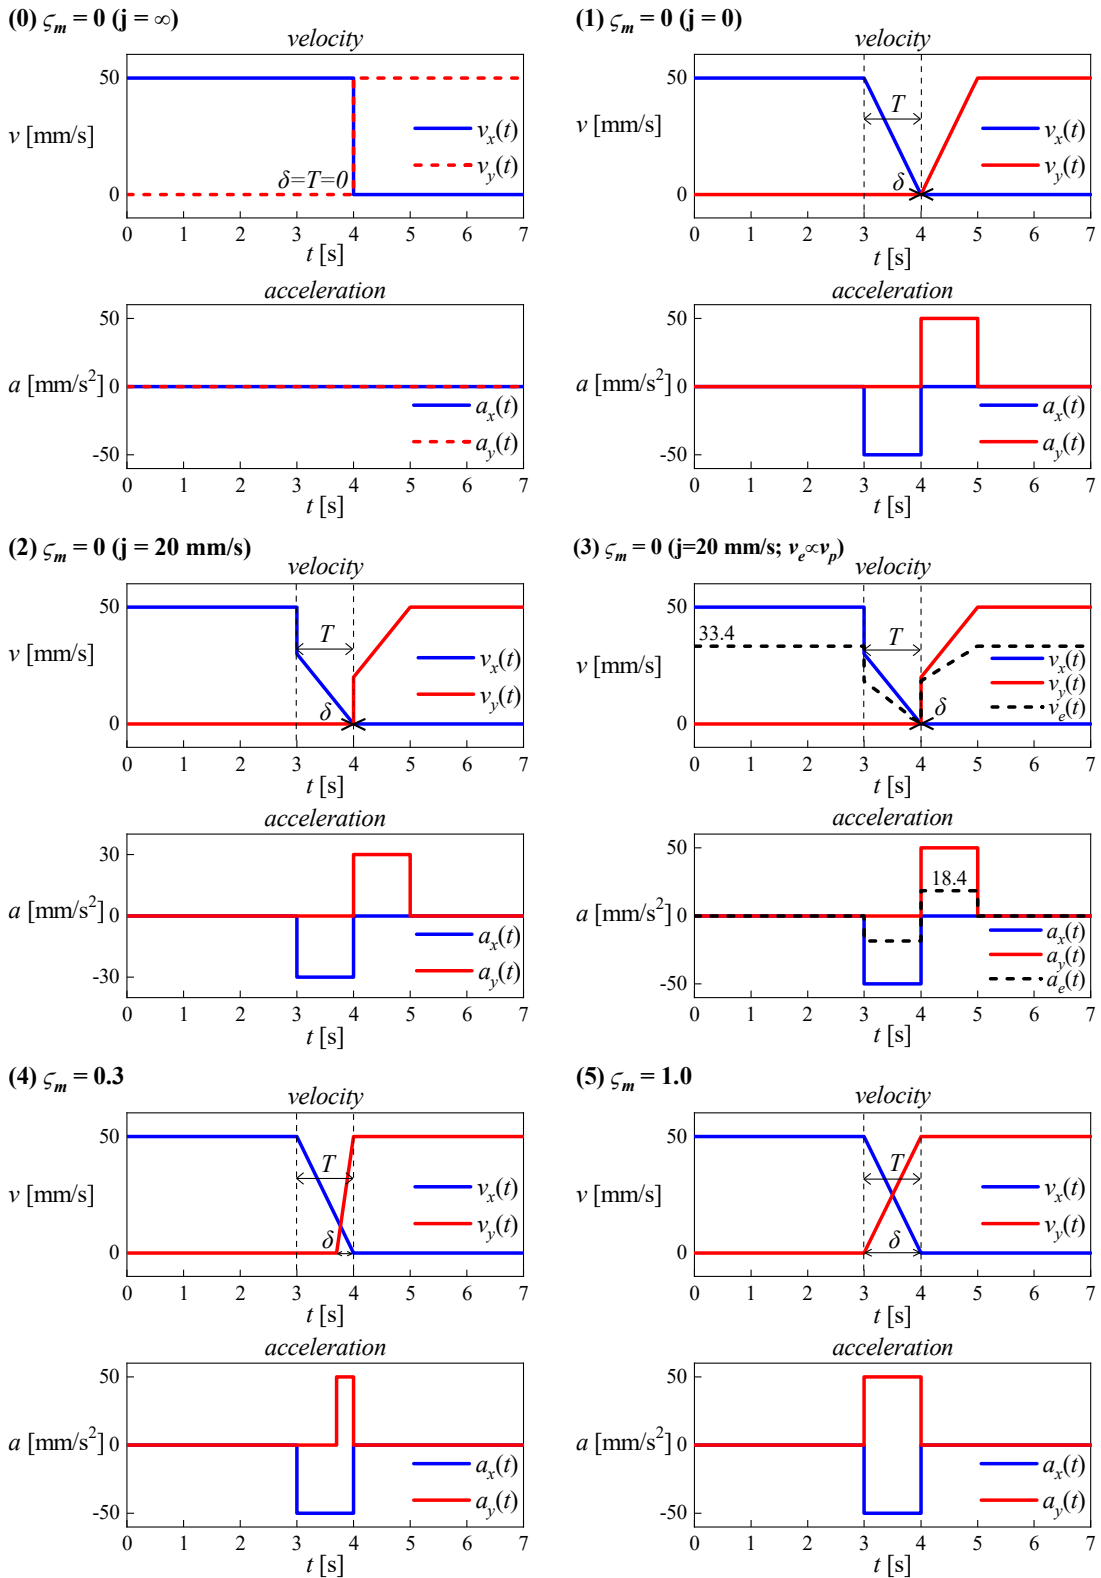 (0) ςm = 0 (j = ∞)
velocity
50
0
v [mm/s]
vx(t)
vy(t)
δ=T=0
0 1 2 3 4 5 6 7
t [s]
acceleration
50
0
-50
a [mm/s2]
ax(t)
ay(t)
0 1 2 3 4 5 6 7
t [s]
(1) ςm = 0 (j = 0)
velocity
50
0
v [mm/s]
T
δ
vx(t)
vy(t)
0 1 2 3 4 5 6 7
t [s]
acceleration
50
0
-50
a [mm/s2]
ax(t)
ay(t)
0 1 2 3 4 5 6 7
t [s]
(2) ςm = 0 (j = 20 mm/s)
velocity
50
0
v [mm/s]
T
δ
vx(t)
vy(t)
0 1 2 3 4 5 6 7
t [s]
acceleration
30
0
-30
a [mm/s2]
ax(t)
ay(t)
0 1 2 3 4 5 6 7
t [s]
(3) ςm = 0 (j=20 mm/s; ve∝vp)
velocity
50
0
v [mm/s]
33.4
T
δ
vx(t)
vy(t)
ve(t)
0 1 2 3 4 5 6 7
t [s]
acceleration
50
0
-50
a [mm/s2]
18.4
ax(t)
ay(t)
ae(t)
0 1 2 3 4 5 6 7
t [s]
(4) ςm = 0.3
velocity
50
0
v [mm/s]
T
δ
vx(t)
vy(t)
0 1 2 3 4 5 6 7
t [s]
acceleration
50
0
-50
a [mm/s2]
ax(t)
ay(t)
0 1 2 3 4 5 6 7
t [s]
(5) ςm = 1.0
velocity
50
0
v [mm/s]
T
δ
vx(t)
vy(t)
0 1 2 3 4 5 6 7
t [s]
acceleration
50
0
-50
a [mm/s2]
ax(t)
ay(t)
0 1 2 3 4 5 6 7
t [s]